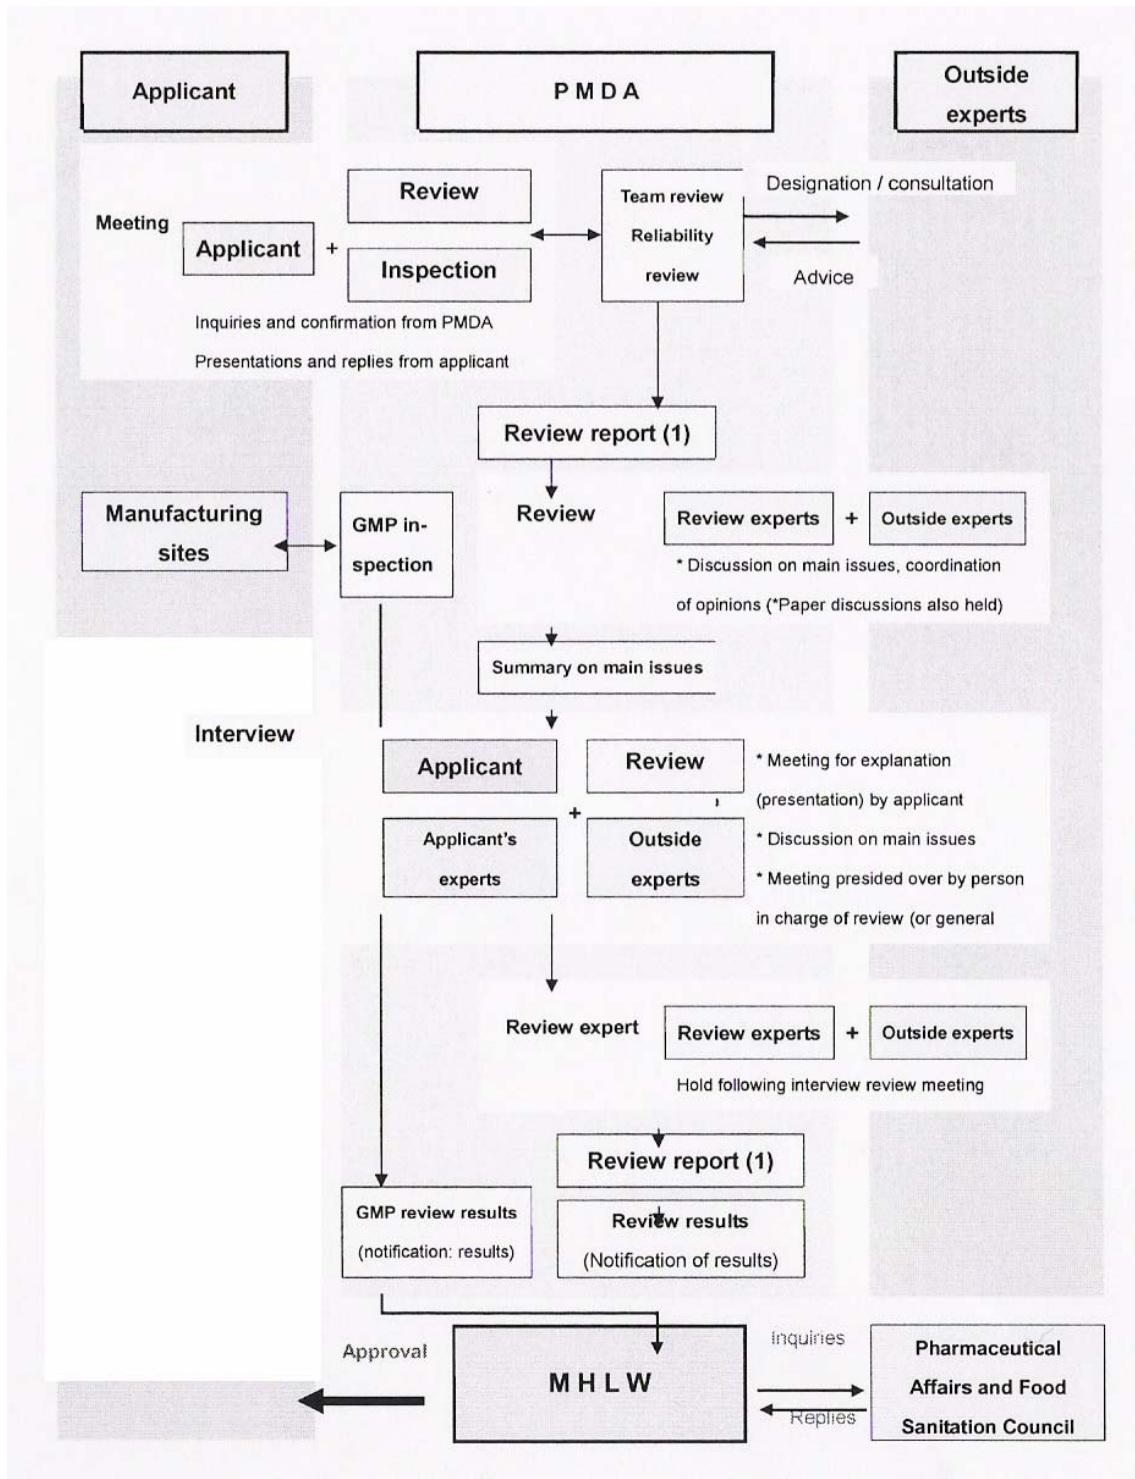 Applicant
P M D A
Outside
experts
Meeting
Applicant
+
Review
Inspection
Team review
Reliability
review
Designation / consultation
Advice
Inquiries and confirmation from PMDA
Presentations and replies from applicant
Review report (1)
Manufacturing
sites
GMP in-
spection
Review
Review experts
+
Outside experts
* Discussion on main issues, coordination
of opinions (*Paper discussions also held)
Summary on main issues
Interview
Applicant
Review
+
Applicant's
experts
Outside
experts
* Meeting for explanation
(presentation) by applicant
* Discussion on main issues
* Meeting presided over by person
in charge of review (or general
Review expert
Review experts
+
Outside experts
Hold following interview review meeting
Review report (1)
GMP review results
(notification: results)
Review results
(Notification of results)
Approval
M H L W
Inquiries
Replies
Pharmaceutical
Affairs and Food
Sanitation Council